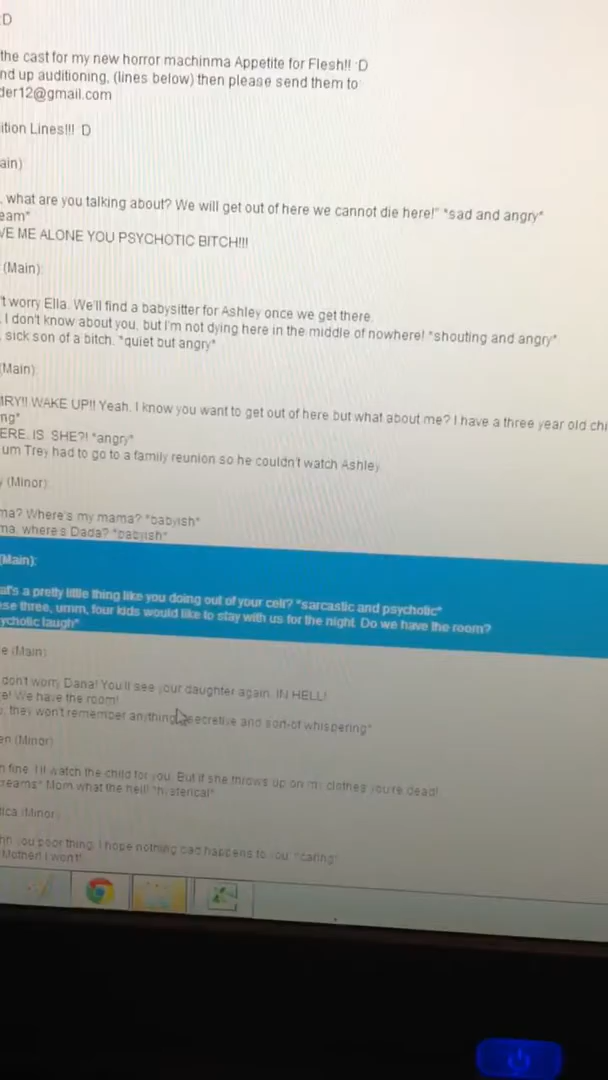 :D
the cast for my new horror machinma Appetite for Flesh!! :D
nd up auditioning, (lines below) then please send them to
der12@gmail.com
ition Lines!!! :D
ain)
, what are you talking about? We will get out of here we cannot die here!" *sad and angry*
eam*
VE ME ALONE YOU PSYCHOTIC BITCH!!!
(Main):
't worry Ella. We'll find a babysitter for Ashley once we get there.
, I don't know about you, but I'm not dying here in the middle of nowhere! *shouting and angry*
, sick son of a bitch. *quiet but angry*
(Main):
IRY!! WAKE UP!! Yeah, I know you want to get out of here but what about me? I have a three year old chi
ng*
ERE. IS. SHE?! *angry*
um Trey had to go to a family reunion so he couldn't watch Ashley
y (Minor):
ma? Where's my mama? *babyish*
ma, where's Dada? *babyish*
(Main):
at's a pretty little thing like you doing out of your cell? *sarcastic and psychotic*
se three, umm, four kids would like to stay with us for the night. Do we have the room?
ycholic laugh*
e (Main):
don't worry Dana! You'll see your daughter again. IN HELL!
e! We have the room!
, they won't remember anything. *secretive and sort-of whispering*
en (Minor):
n fine. I'll watch the child for you. But if she throws up on my clothes you're dead!
reams* Mom what the hell! *hysterical*
ica (Minor):
hh you poor thing. I hope nothing bad happens to you. *caring*
Mother! I won't!